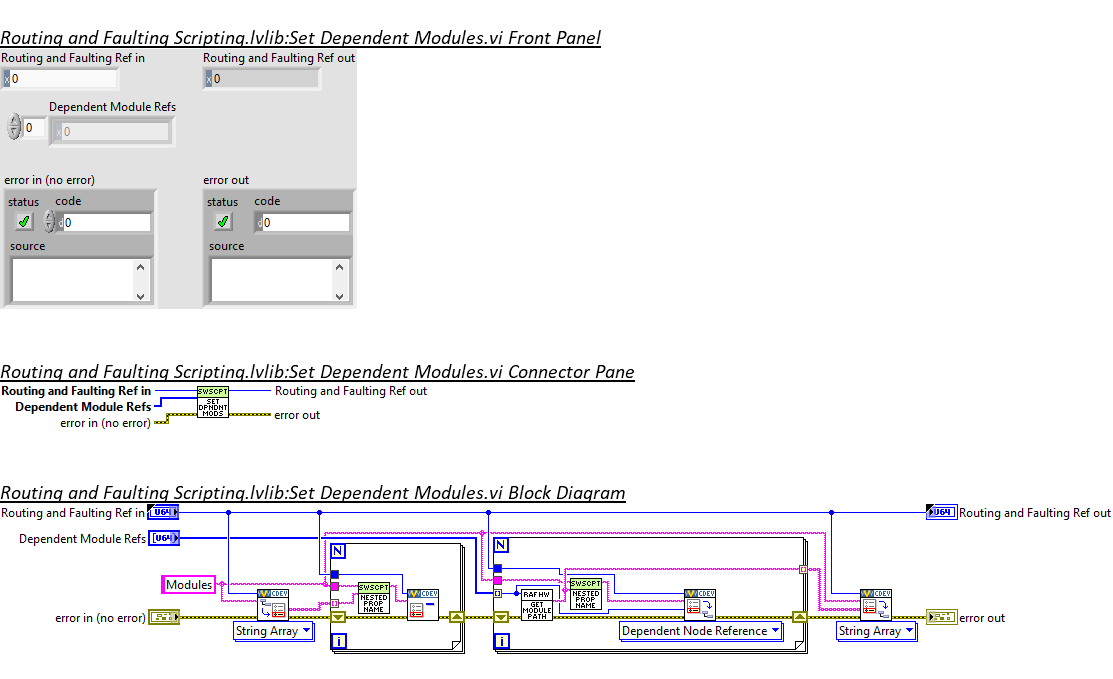 Routing and Faulting Scripting.lvlib:Set Dependent Modules.vi Front Panel
Routing and Faulting Ref in
Routing and Faulting Ref out
x 0
x 0
Dependent Module Refs
0
x 0
error in (no error)
error out
status code
status code
d 0
d 0
source
source
Routing and Faulting Scripting.lvlib:Set Dependent Modules.vi Connector Pane
Routing and Faulting Ref in
Dependent Module Refs
error in (no error)
SWSCPT
SET
DPNDNT
MODS
Routing and Faulting Ref out
error out
Routing and Faulting Scripting.lvlib:Set Dependent Modules.vi Block Diagram
Routing and Faulting Ref in
U64
U64
Routing and Faulting Ref out
Dependent Module Refs
[U64]
N
N
Modules
CDEV
SWSCPT
NESTED
PROP
NAME
CDEV
RAF HW
GET
MODULE
PATH
SWSCPT
NESTED
PROP
NAME
CDEV
CDEV
error in (no error)
error out
String Array
i
i
Dependent Node Reference
String Array